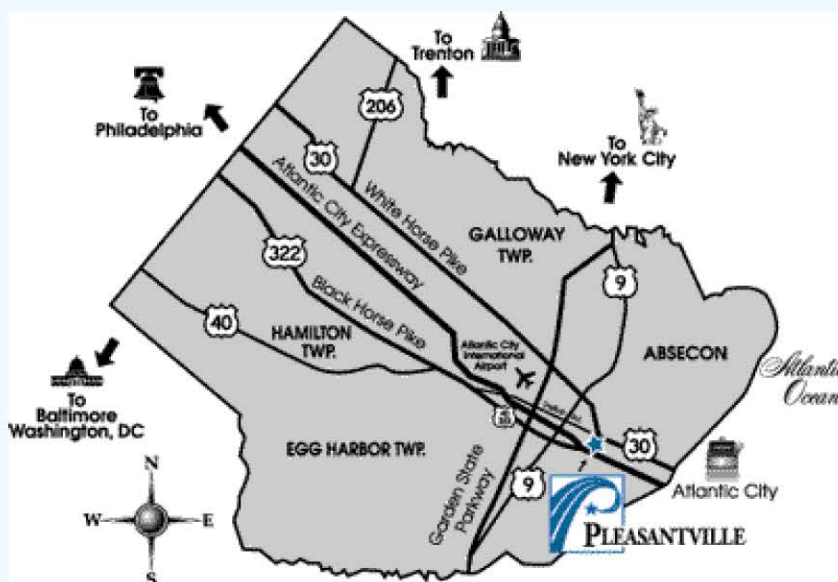 To
Trenton
To
Philadelphia
206
To
New York City
30
Atlantic City Expressway
White Horse Pike
GALLOWAY
TWP.
322
9
Black Horse Pike
40
HAMILTON
TWP.
Atlantic City
International
Airport
ABSECON
Atlantic
Ocean
To
Baltimore
Washington, DC
EGG HARBOR TWP.
30
Garden State
Parkway
9
Atlantic City
PLEASANTVILLE
N
W
E
S